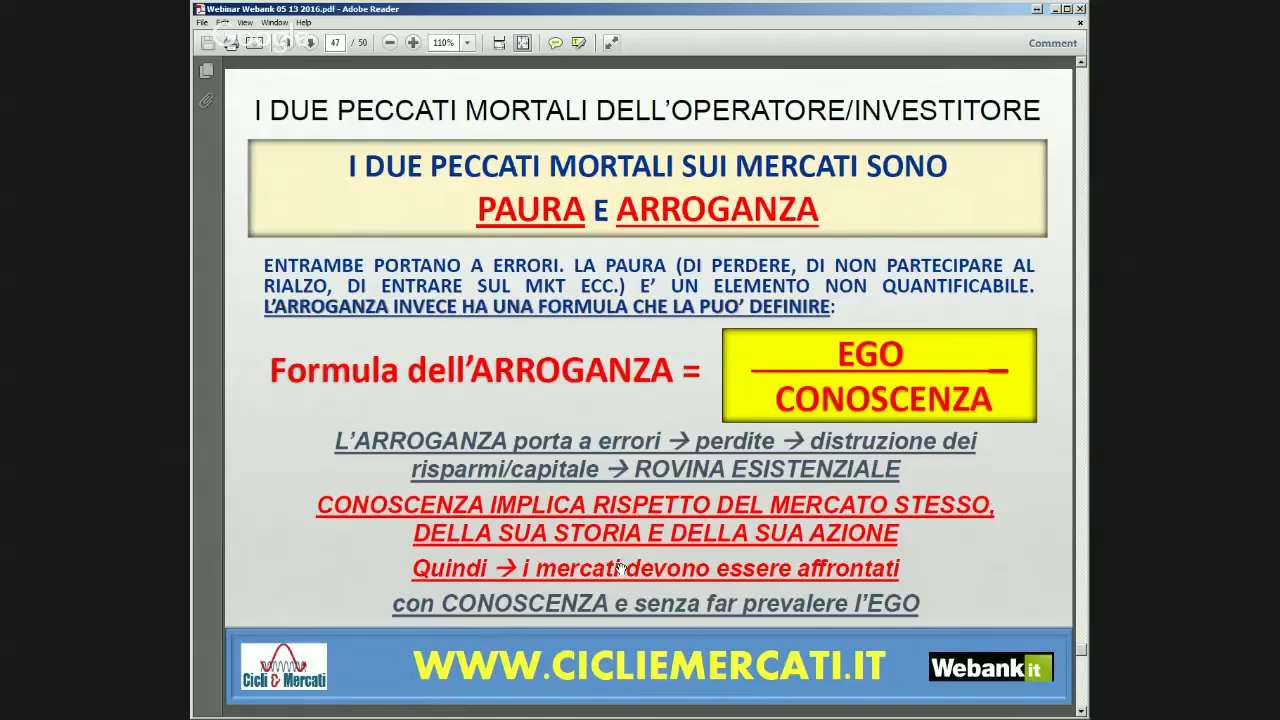 Webinar Webank 05 13 2016.pdf - Adobe Reader
File Edit View Window Help
47 / 50 110% Comment
I DUE PECCATI MORTALI DELL'OPERATORE/INVESTITORE
I DUE PECCATI MORTALI SUI MERCATI SONO
PAURA E ARROGANZA
ENTRAMBE PORTANO A ERRORI. LA PAURA (DI PERDERE, DI NON PARTECIPARE AL
RIALZO, DI ENTRARE SUL MKT ECC.) E' UN ELEMENTO NON QUANTIFICABILE.
L'ARROGANZA INVECE HA UNA FORMULA CHE LA PUO' DEFINIRE:
Formula dell'ARROGANZA =
EGO
CONOSCENZA
L'ARROGANZA porta a errori → perdite → distruzione dei
risparmi/capitale → ROVINA ESISTENZIALE
CONOSCENZA IMPLICA RISPETTO DEL MERCATO STESSO,
DELLA SUA STORIA E DELLA SUA AZIONE
Quindi → i mercati devono essere affrontati
con CONOSCENZA e senza far prevalere l'EGO
Cicli & Mercati
WWW.CICLIEMERCATI.IT
Webank it